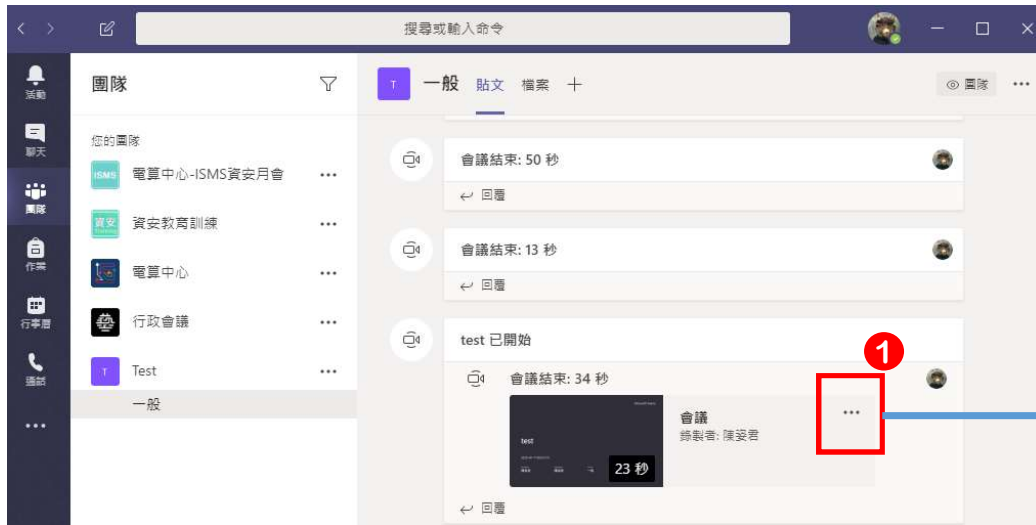 搜尋或輸入命令
活動
聊天
團隊
作業
行事曆
通話
團隊
您的團隊
ISMS 電算中心-ISMS資安月會
資安 資安教育訓練
電算中心
行政會議
T Test
一般
T 一般 貼文 檔案
團隊
會議結束: 50 秒
回覆
會議結束: 13 秒
回覆
test 已開始
1
會議結束: 34 秒
test
23 秒
會議
錄製者: 陳姿君
回覆